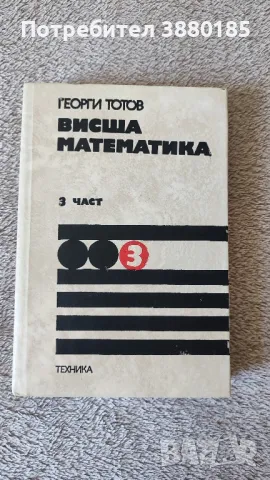 Потребител 3880185
ГЕОРГИ ТОТОВ
ВИСША
МАТЕМАТИКА
3 ЧАСТ
3
ТЕХНИКА